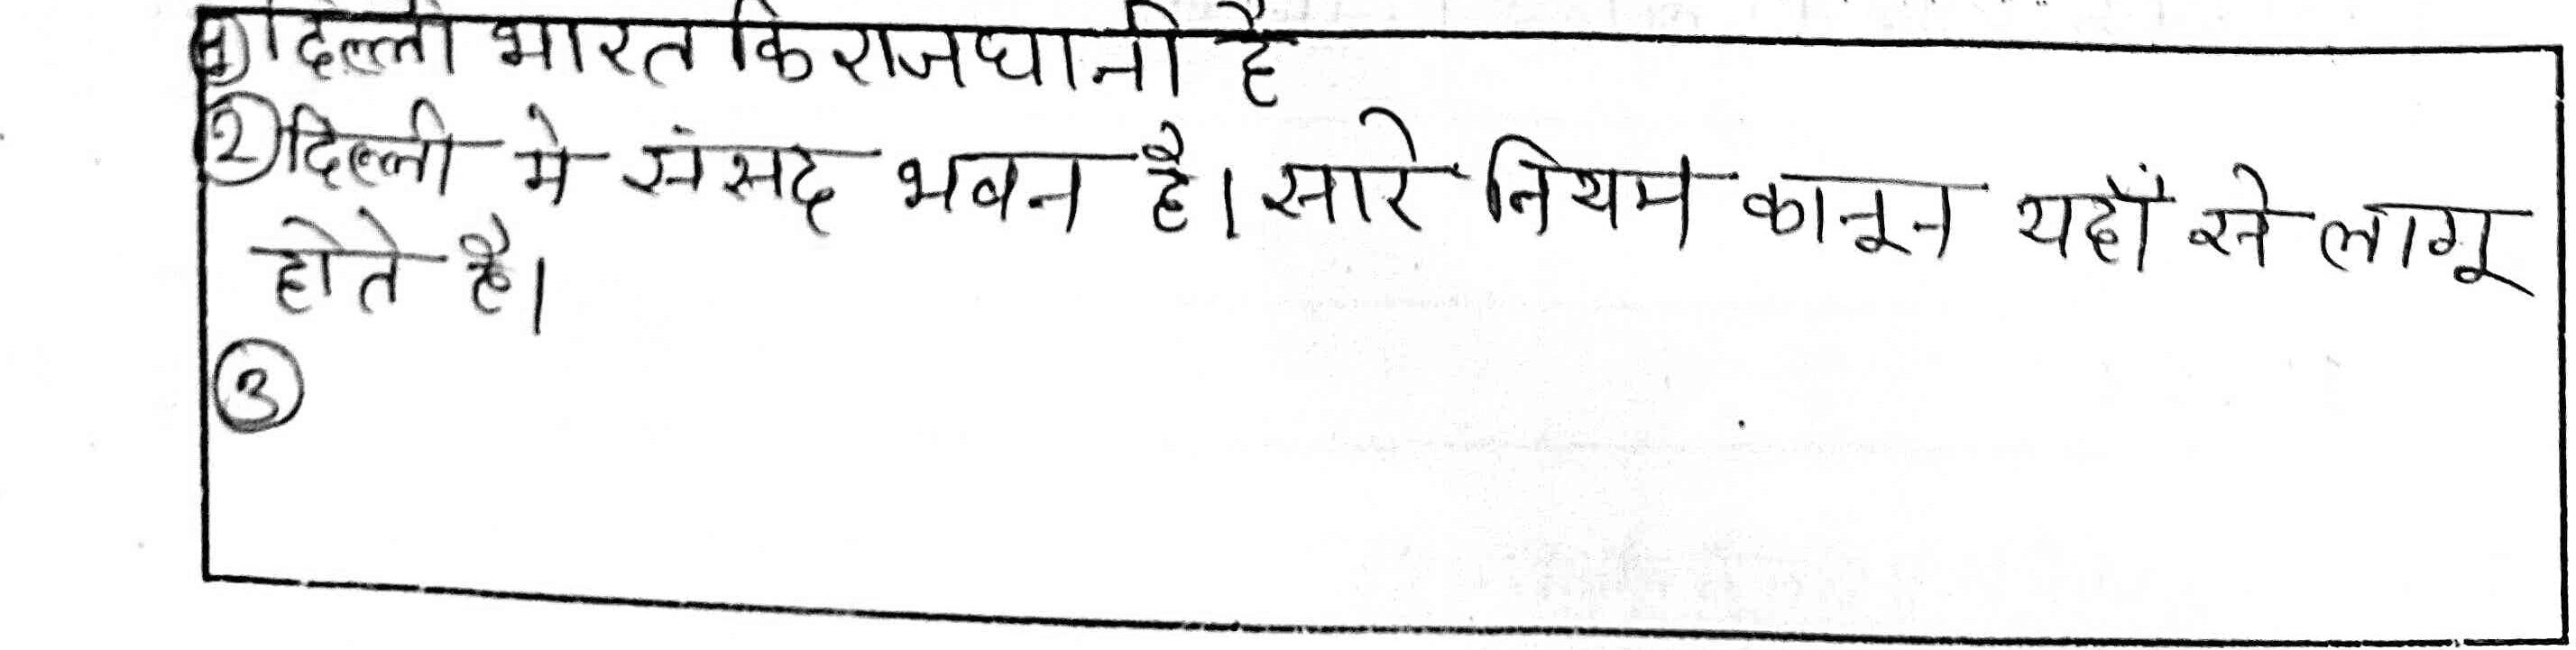 ① दिल्ली भारत कि राजधानी है
② दिल्ली मे संसद भवन है। सारे नियम कानून यहाँ से लागू
होते है।
③